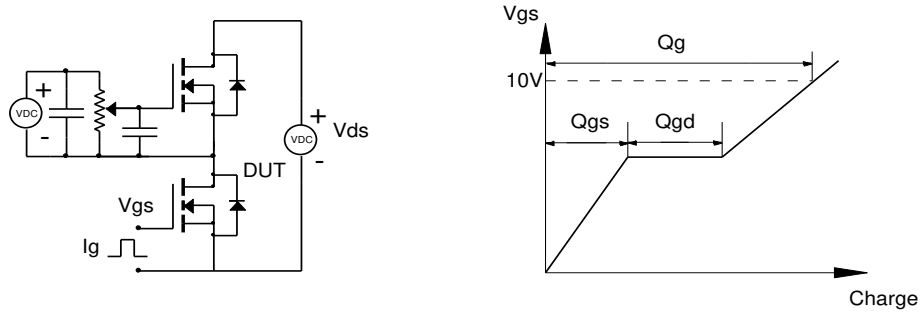 +
VDC
-
+
VDC
-
Vds
DUT
Vgs
Ig
Vgs
Qg
10V
Qgs
Qgd
Charge